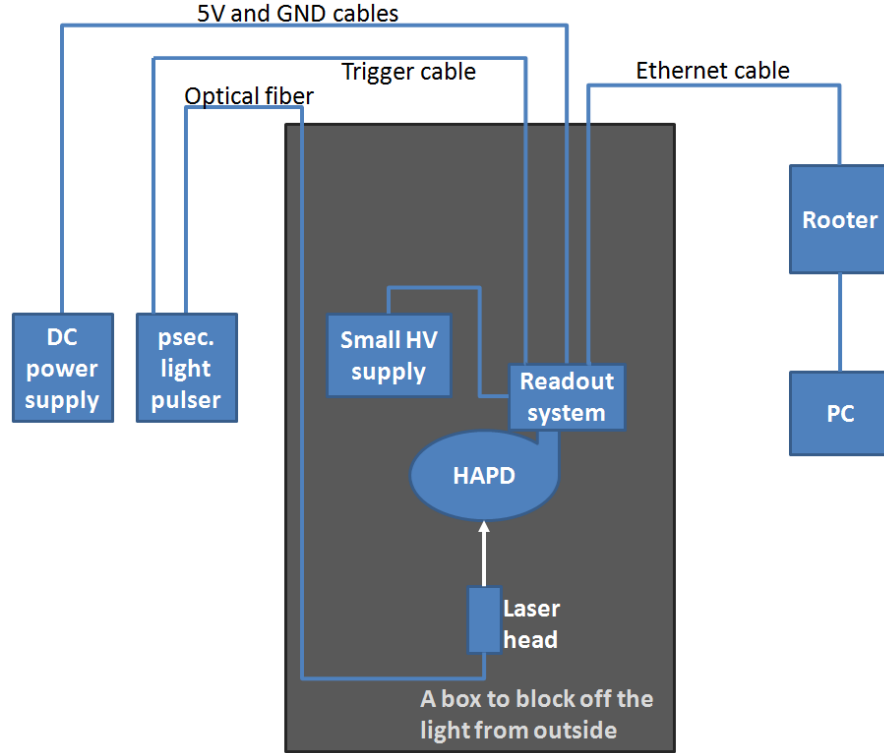 5V and GND cables
Trigger cable
Ethernet cable
Optical fiber
Rooter
DC
power
supply
psec.
light
pulser
Small HV
supply
Readout
system
PC
HAPD
Laser
head
A box to block off the
light from outside